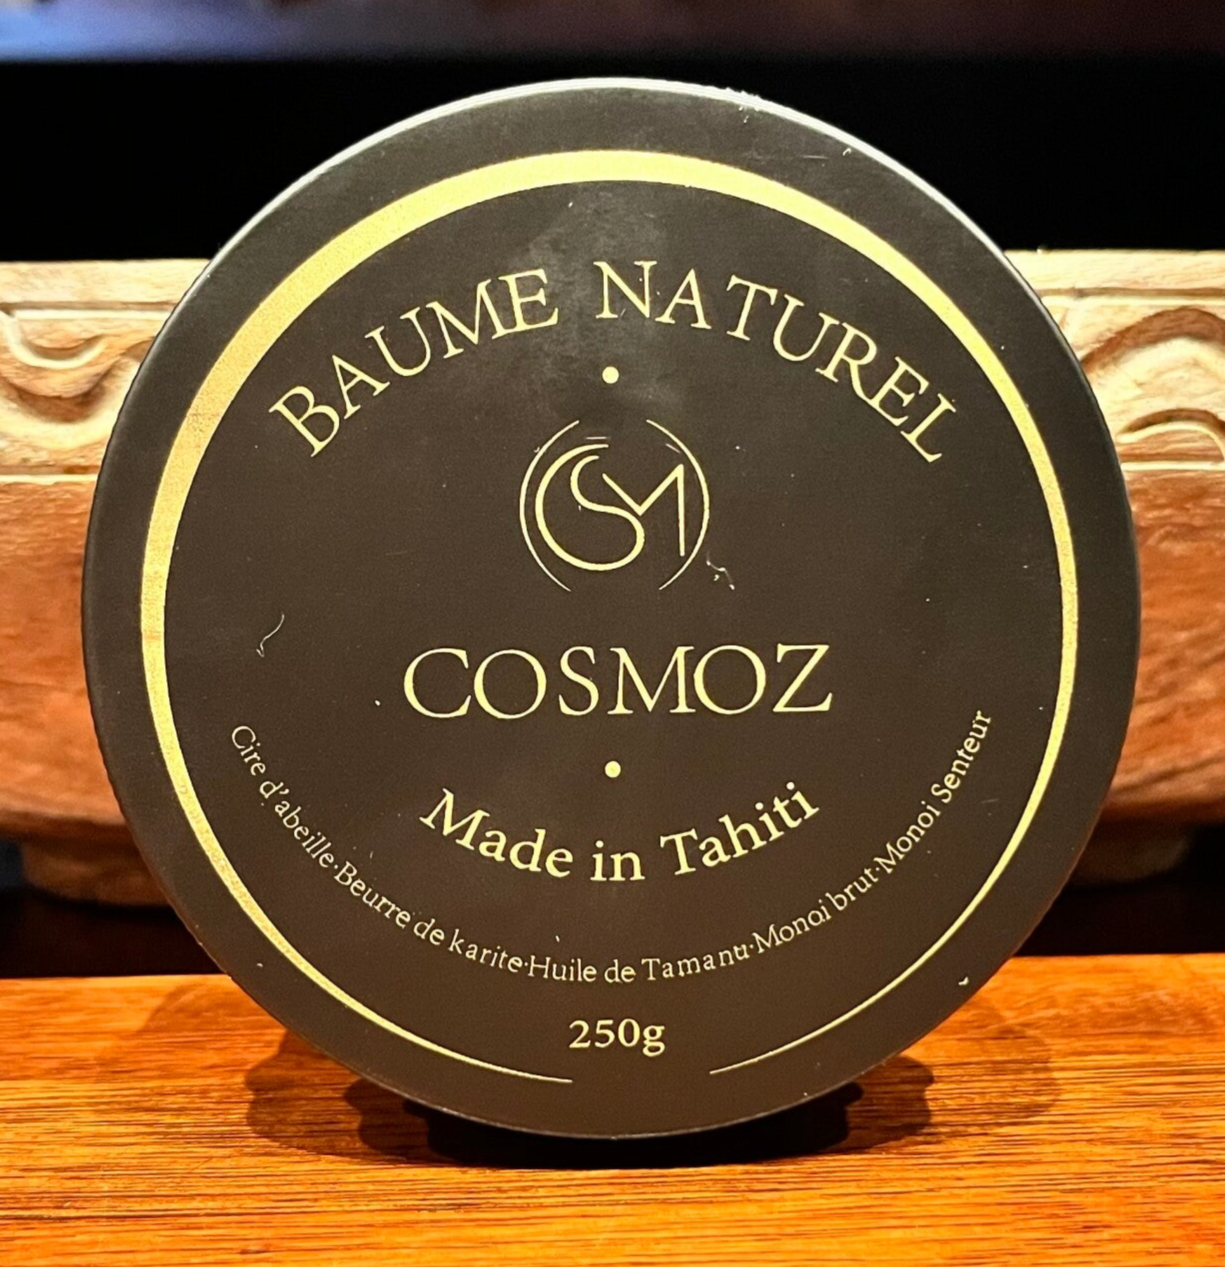 BAUME NATUREL
CSM
COSMOZ
Made in Tahiti
Cire d'abeille·Beurre de karite·Huile de Tamanu·Monoi brut·Monoi Senteur
250g